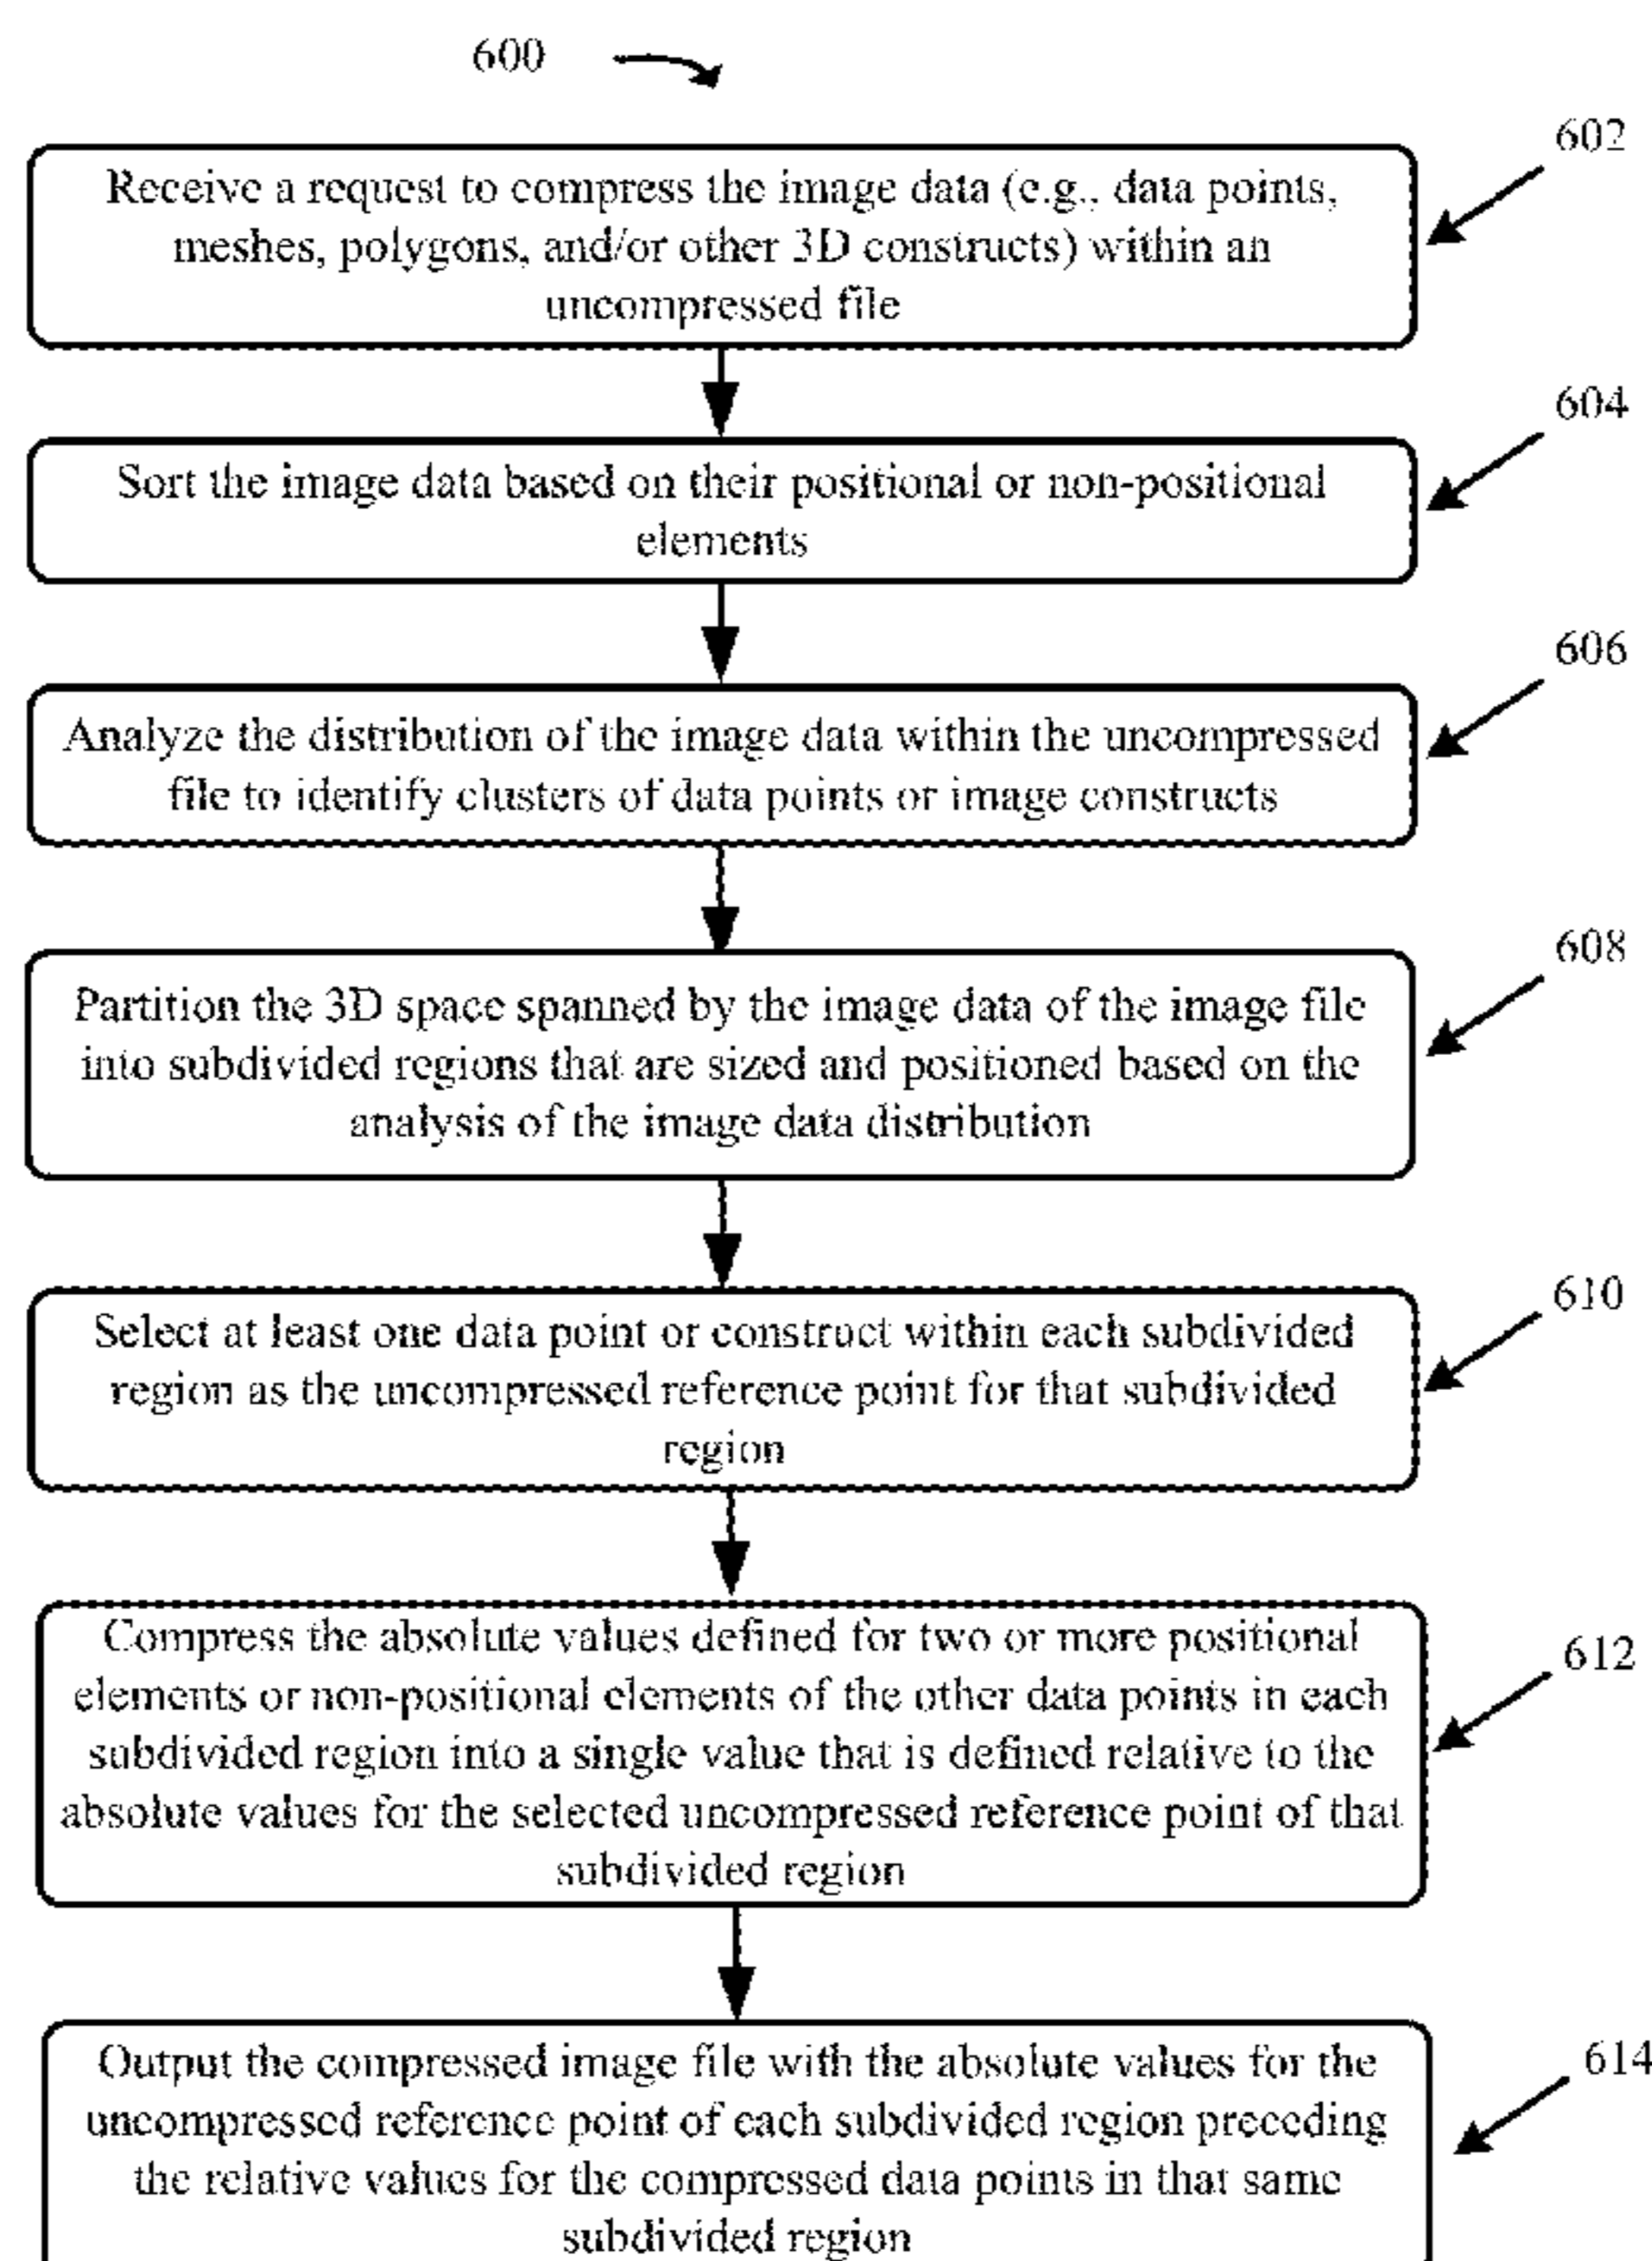 600
602
Receive a request to compress the image data (e.g., data points,
meshes, polygons, and/or other 3D constructs) within an
uncompressed file
604
Sort the image data based on their positional or non-positional
elements
606
Analyze the distribution of the image data within the uncompressed
file to identify clusters of data points or image constructs
608
Partition the 3D space spanned by the image data of the image file
into subdivided regions that are sized and positioned based on the
analysis of the image data distribution
610
Select at least one data point or construct within each subdivided
region as the uncompressed reference point for that subdivided
region
612
Compress the absolute values defined for two or more positional
elements or non-positional elements of the other data points in each
subdivided region into a single value that is defined relative to the
absolute values for the selected uncompressed reference point of that
subdivided region
614
Output the compressed image file with the absolute values for the
uncompressed reference point of each subdivided region preceding
the relative values for the compressed data points in that same
subdivided region